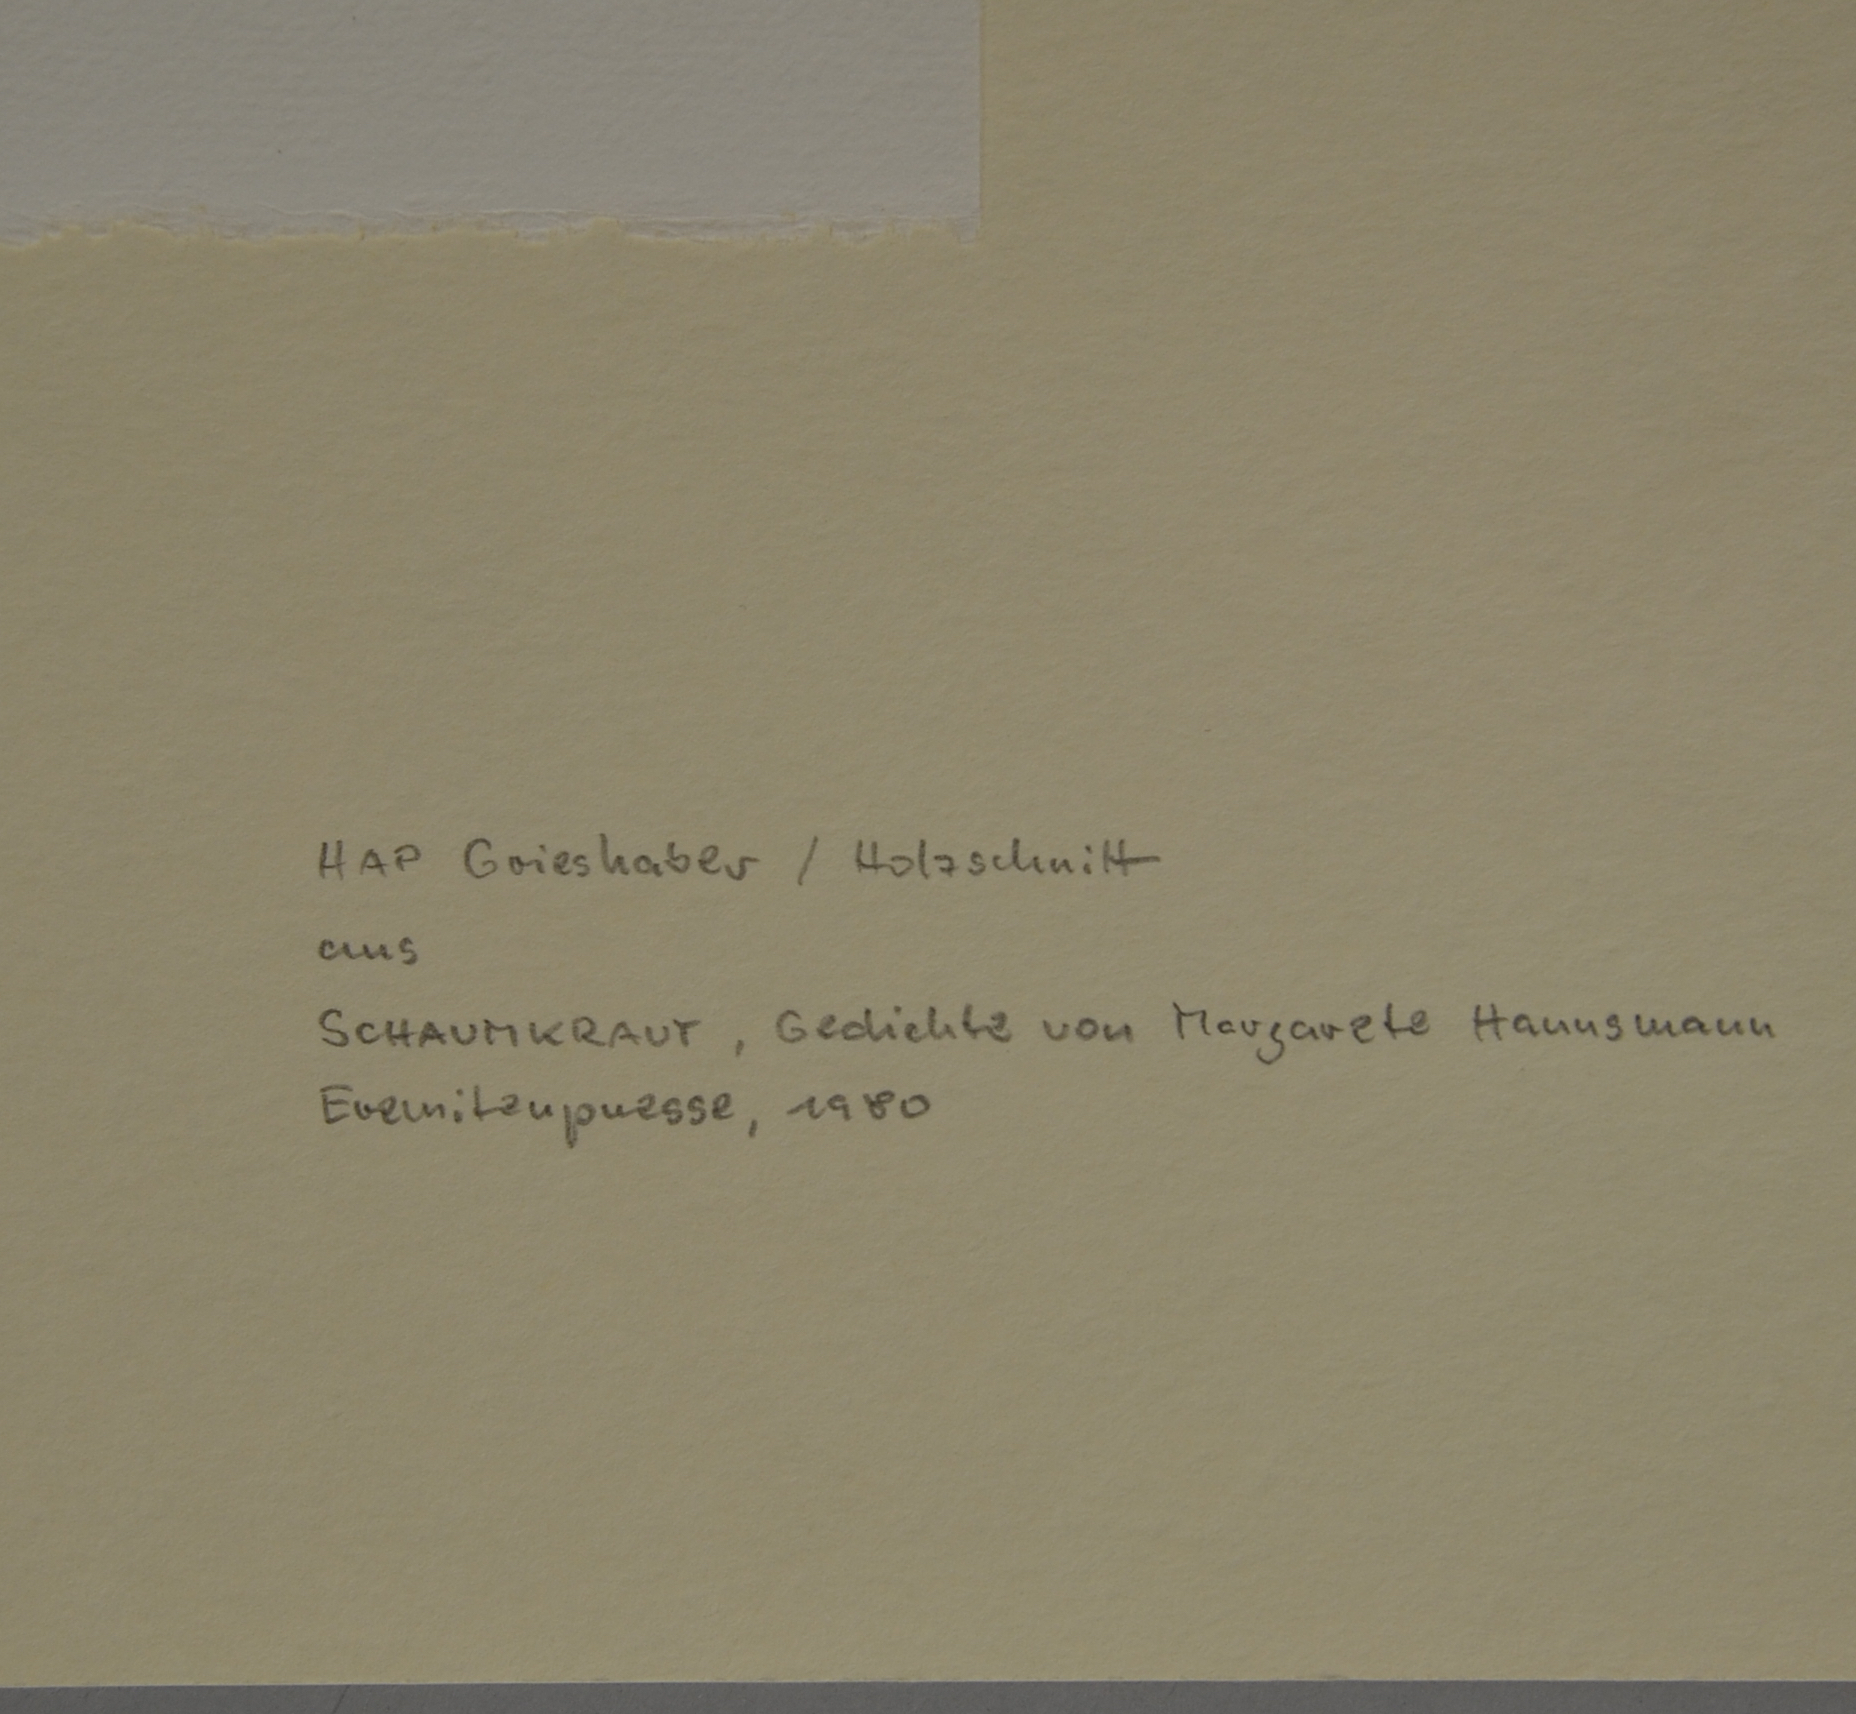 HAP Grieshaber / Holzschnitt
aus
SCHAUMKRAUT, Gedichte von Margarete Hannsmann
Eremitenpresse, 1980